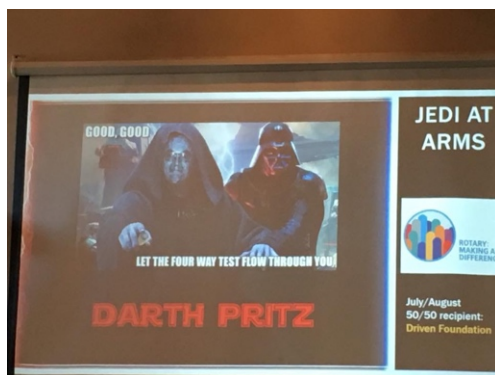 GOOD, GOOD
LET THE FOUR WAY TEST FLOW THROUGH YOU!
DARTH PRITZ
JEDI AT
ARMS
ROTARY:
MAKING A
DIFFERENC
July/August
50/50 recipient:
Driven Foundation